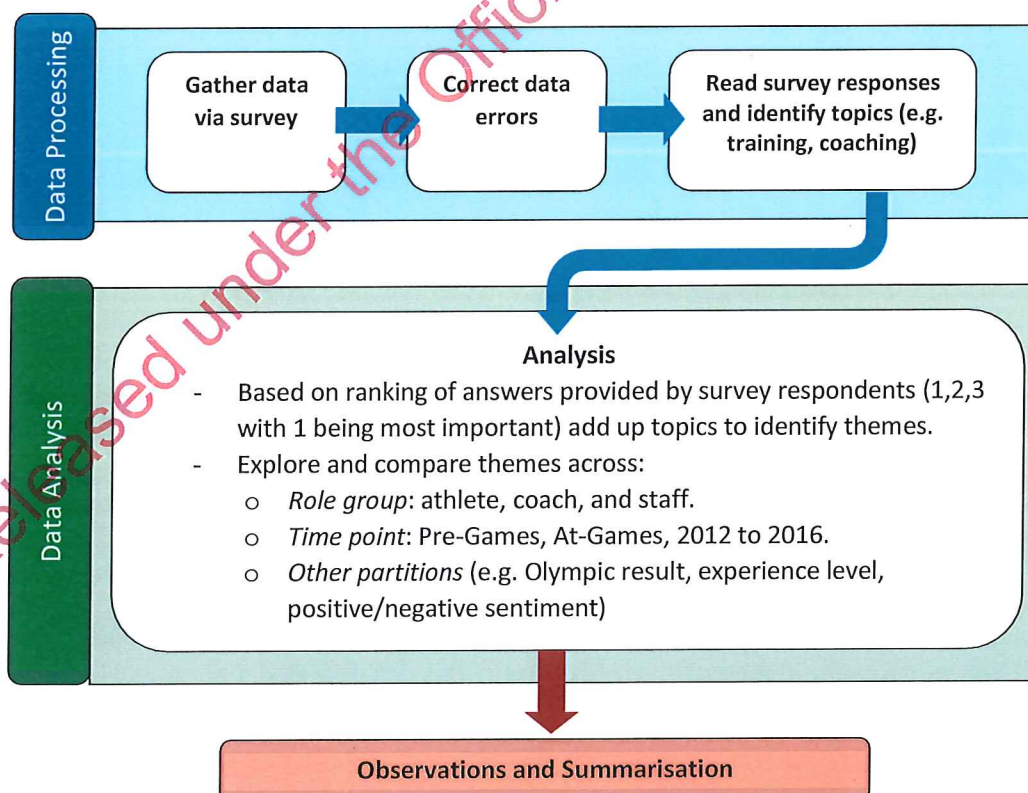 Data Processing
Gather data
via survey
Correct data
errors
Read survey responses
and identify topics (e.g.
training, coaching)
Data Analysis
Analysis
- Based on ranking of answers provided by survey respondents (1,2,3
with 1 being most important) add up topics to identify themes.
- Explore and compare themes across:
o Role group: athlete, coach, and staff.
o Time point: Pre-Games, At-Games, 2012 to 2016.
o Other partitions (e.g. Olympic result, experience level,
positive/negative sentiment)
Observations and Summarisation
Released under the Offic